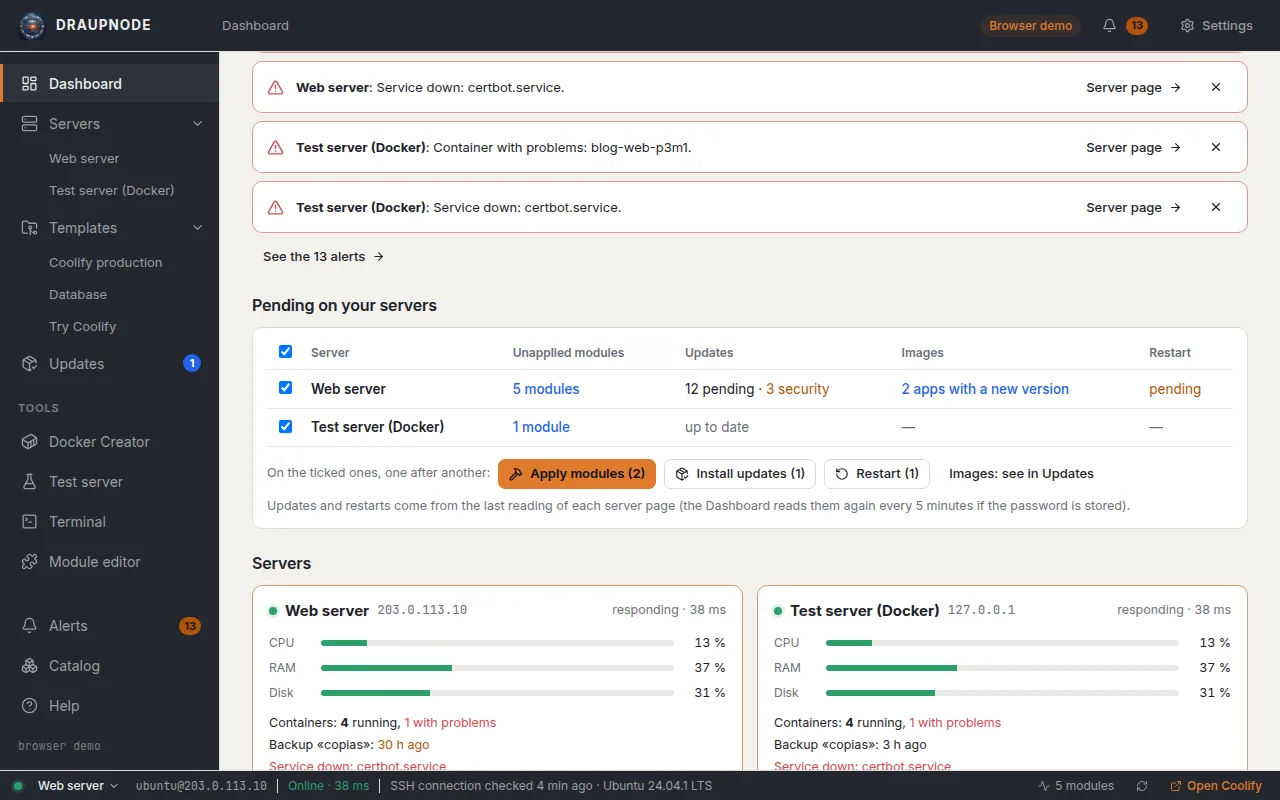 DRAUPNODE
Dashboard
Browser demo
13
Settings
Dashboard
Servers
Web server
Test server (Docker)
Templates
Coolify production
Database
Try Coolify
Updates 1
TOOLS
Docker Creator
Test server
Terminal
Module editor
Alerts 13
Catalog
Help
browser demo
Web server: Service down: certbot.service. Server page →
Test server (Docker): Container with problems: blog-web-p3m1. Server page →
Test server (Docker): Service down: certbot.service. Server page →
See the 13 alerts →
Pending on your servers
Server Unapplied modules Updates Images Restart
Web server 5 modules 12 pending · 3 security 2 apps with a new version pending
Test server (Docker) 1 module up to date — —
On the ticked ones, one after another: Apply modules (2) Install updates (1) Restart (1) Images: see in Updates
Updates and restarts come from the last reading of each server page (the Dashboard reads them again every 5 minutes if the password is stored).
Servers
Web server 203.0.113.10 responding · 38 ms
CPU 13 %
RAM 37 %
Disk 31 %
Containers: 4 running, 1 with problems
Backup «copias»: 30 h ago
Service down: certbot.service
Test server (Docker) 127.0.0.1 responding · 38 ms
CPU 13 %
RAM 37 %
Disk 31 %
Containers: 4 running, 1 with problems
Backup «copias»: 3 h ago
Service down: certbot.service
Web server ubuntu@203.0.113.10 Online · 38 ms SSH connection checked 4 min ago · Ubuntu 24.04.1 LTS 5 modules Open Coolify